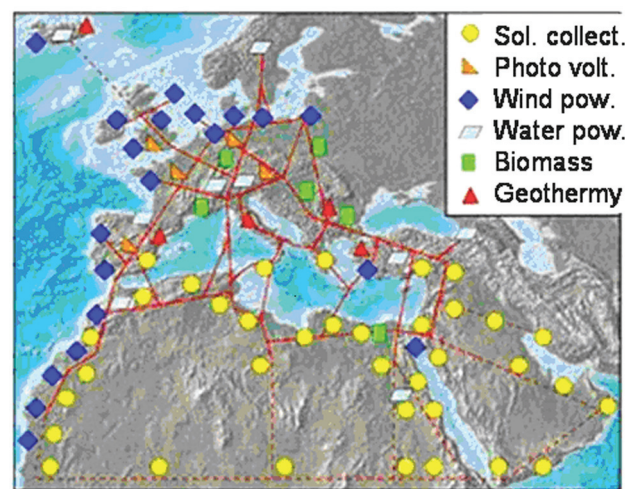 Sol. collect.
Photo volt.
Wind pow.
Water pow.
Biomass
Geothermy